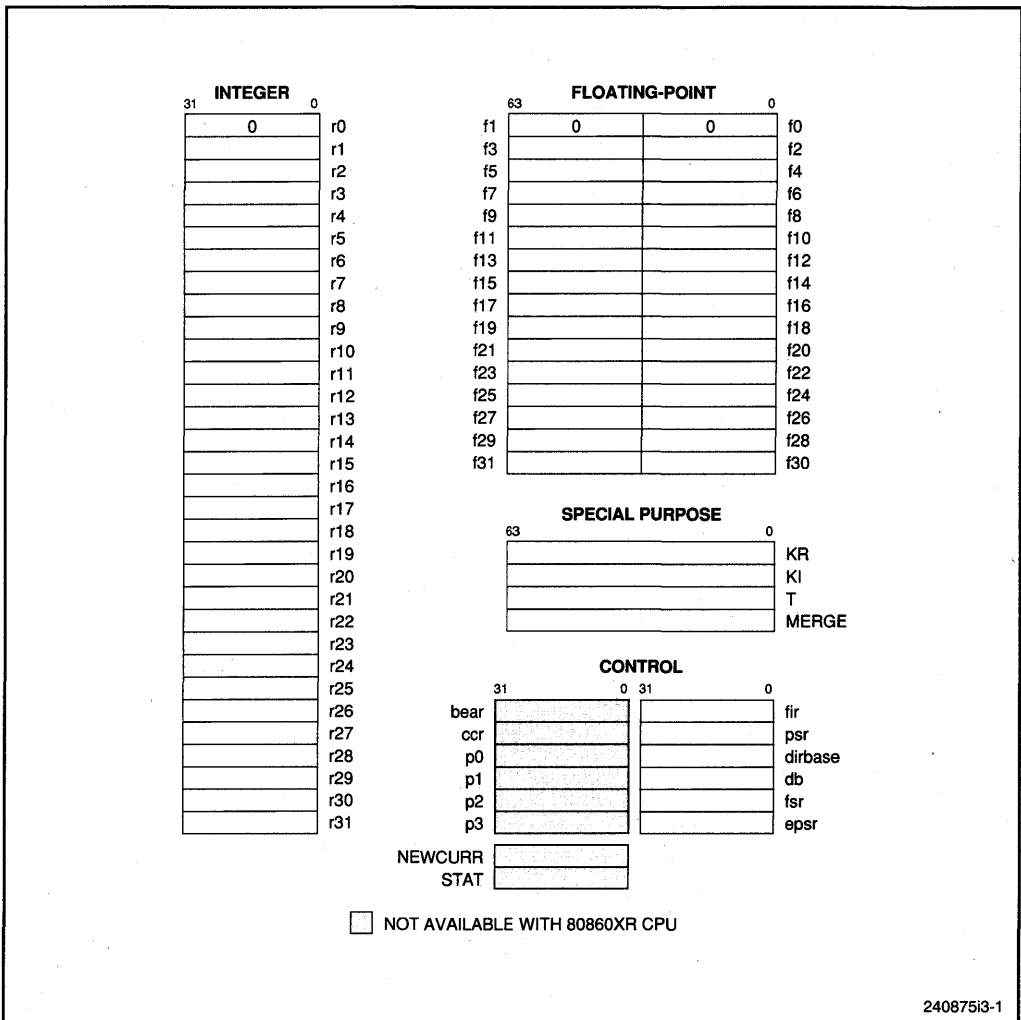 INTEGER
31 0
0 r0
r1
r2
r3
r4
r5
r6
r7
r8
r9
r10
r11
r12
r13
r14
r15
r16
r17
r18
r19
r20
r21
r22
r23
r24
r25
r26
r27
r28
r29
r30
r31
FLOATING-POINT
63 0
f1 0 0 f0
f3 f2
f5 f4
f7 f6
f9 f8
f11 f10
f13 f12
f15 f14
f17 f16
f19 f18
f21 f20
f23 f22
f25 f24
f27 f26
f29 f28
f31 f30
SPECIAL PURPOSE
63 0
KR
KI
T
MERGE
CONTROL
31 0 31 0
bear fir
ccr psr
p0 dirbase
p1 db
p2 fsr
p3 epsr
NEWCURR
STAT
NOT AVAILABLE WITH 80860XR CPU
240875i3-1